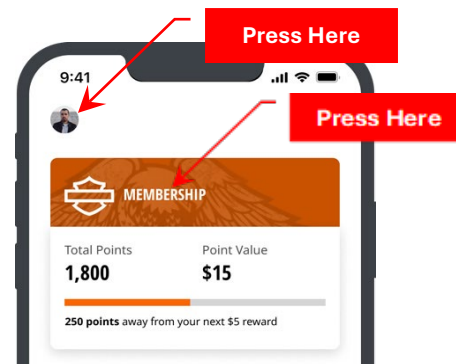 Press Here
9:41
Press Here
MEMBERSHIP
Total Points Point Value
1,800 $15
250 points away from your next $5 reward